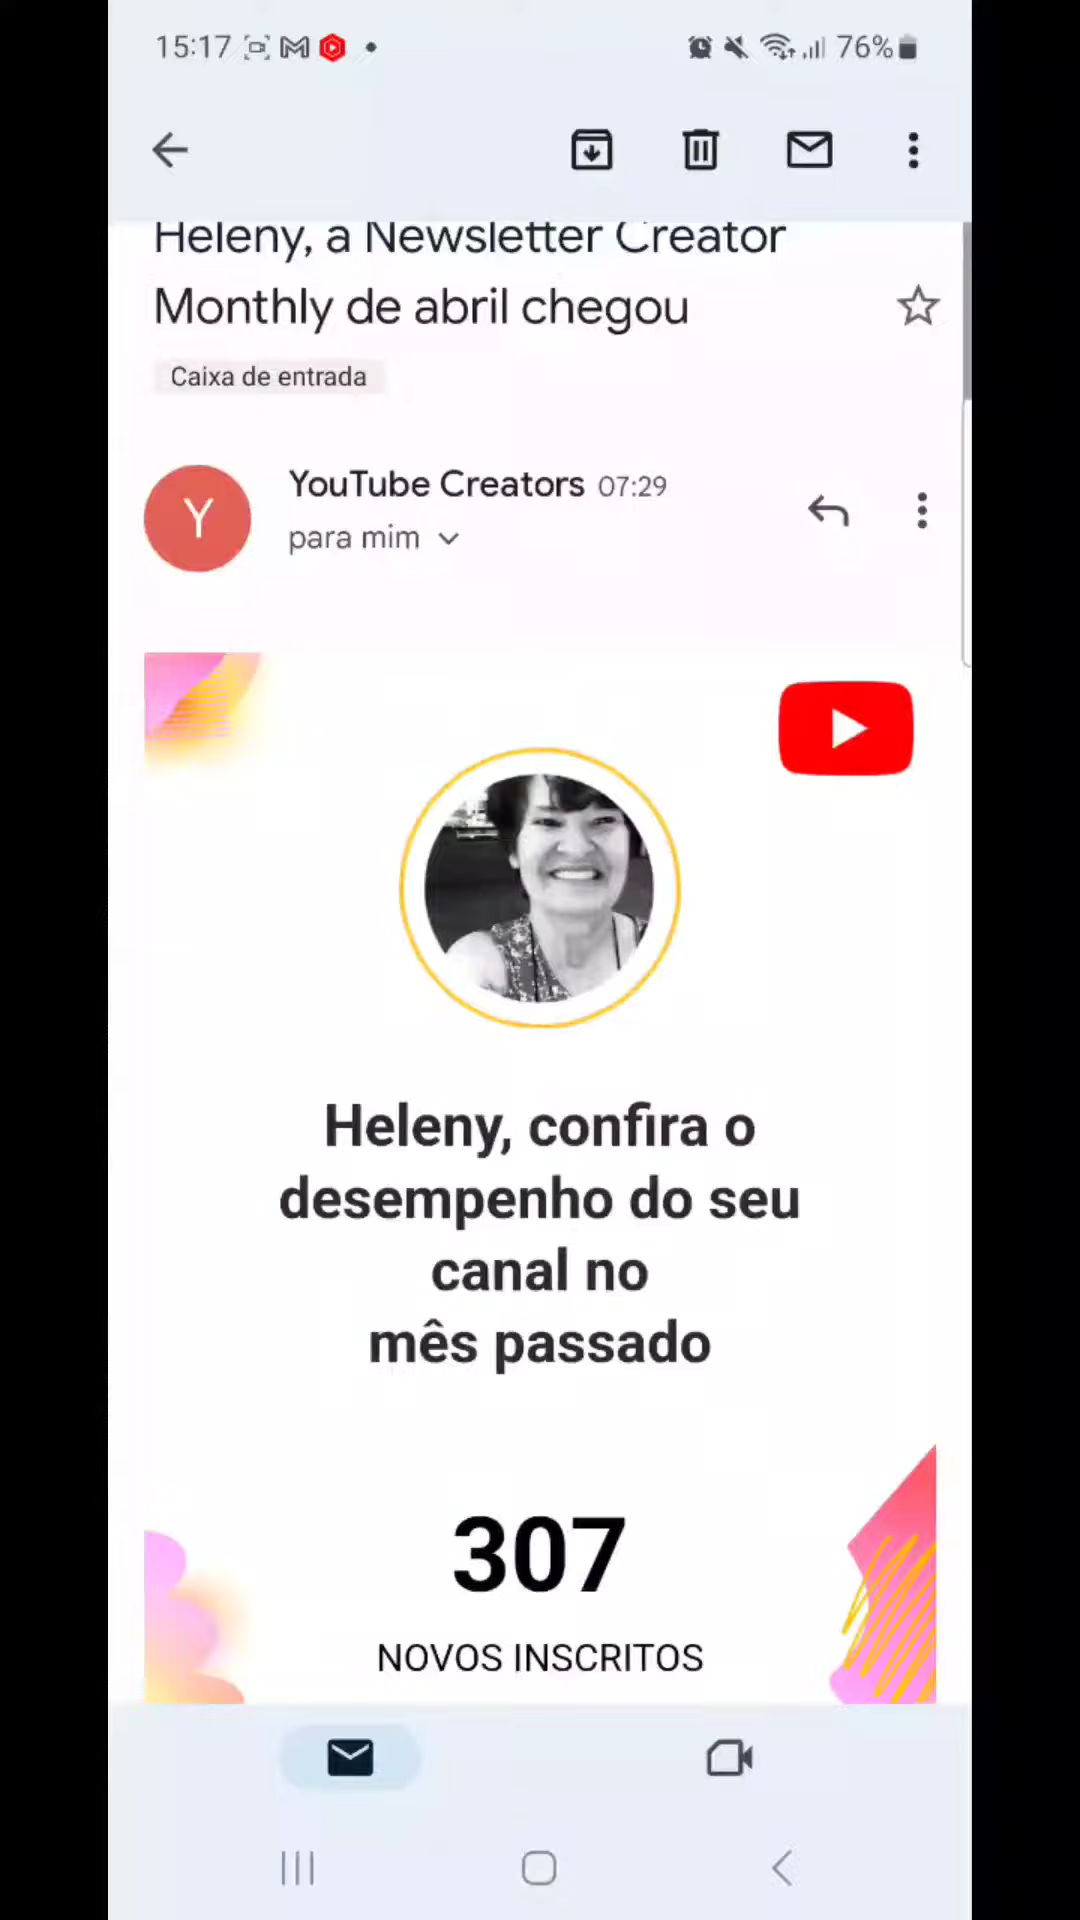 15:17
76%
Heleny, a Newsletter Creator
Monthly de abril chegou
Caixa de entrada
Y
YouTube Creators 07:29
para mim
Heleny, confira o
desempenho do seu
canal no
mês passado
307
NOVOS INSCRITOS